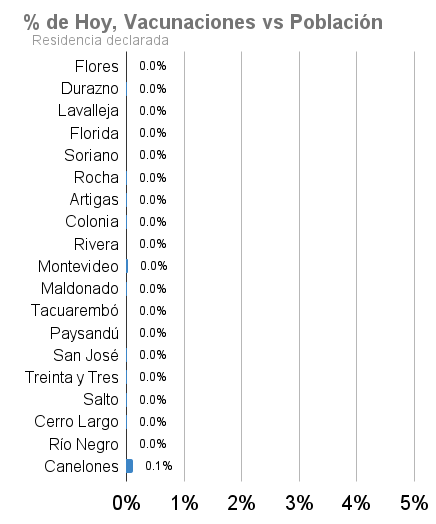 % de Hoy, Vacunaciones vs Población
Residencia declarada
Flores 0.0%
Durazno 0.0%
Lavalleja 0.0%
Florida 0.0%
Soriano 0.0%
Rocha 0.0%
Artigas 0.0%
Colonia 0.0%
Rivera 0.0%
Montevideo 0.0%
Maldonado 0.0%
Tacuarembó 0.0%
Paysandú 0.0%
San José 0.0%
Treinta y Tres 0.0%
Salto 0.0%
Cerro Largo 0.0%
Río Negro 0.0%
Canelones 0.1%
0% 1% 2% 3% 4% 5%